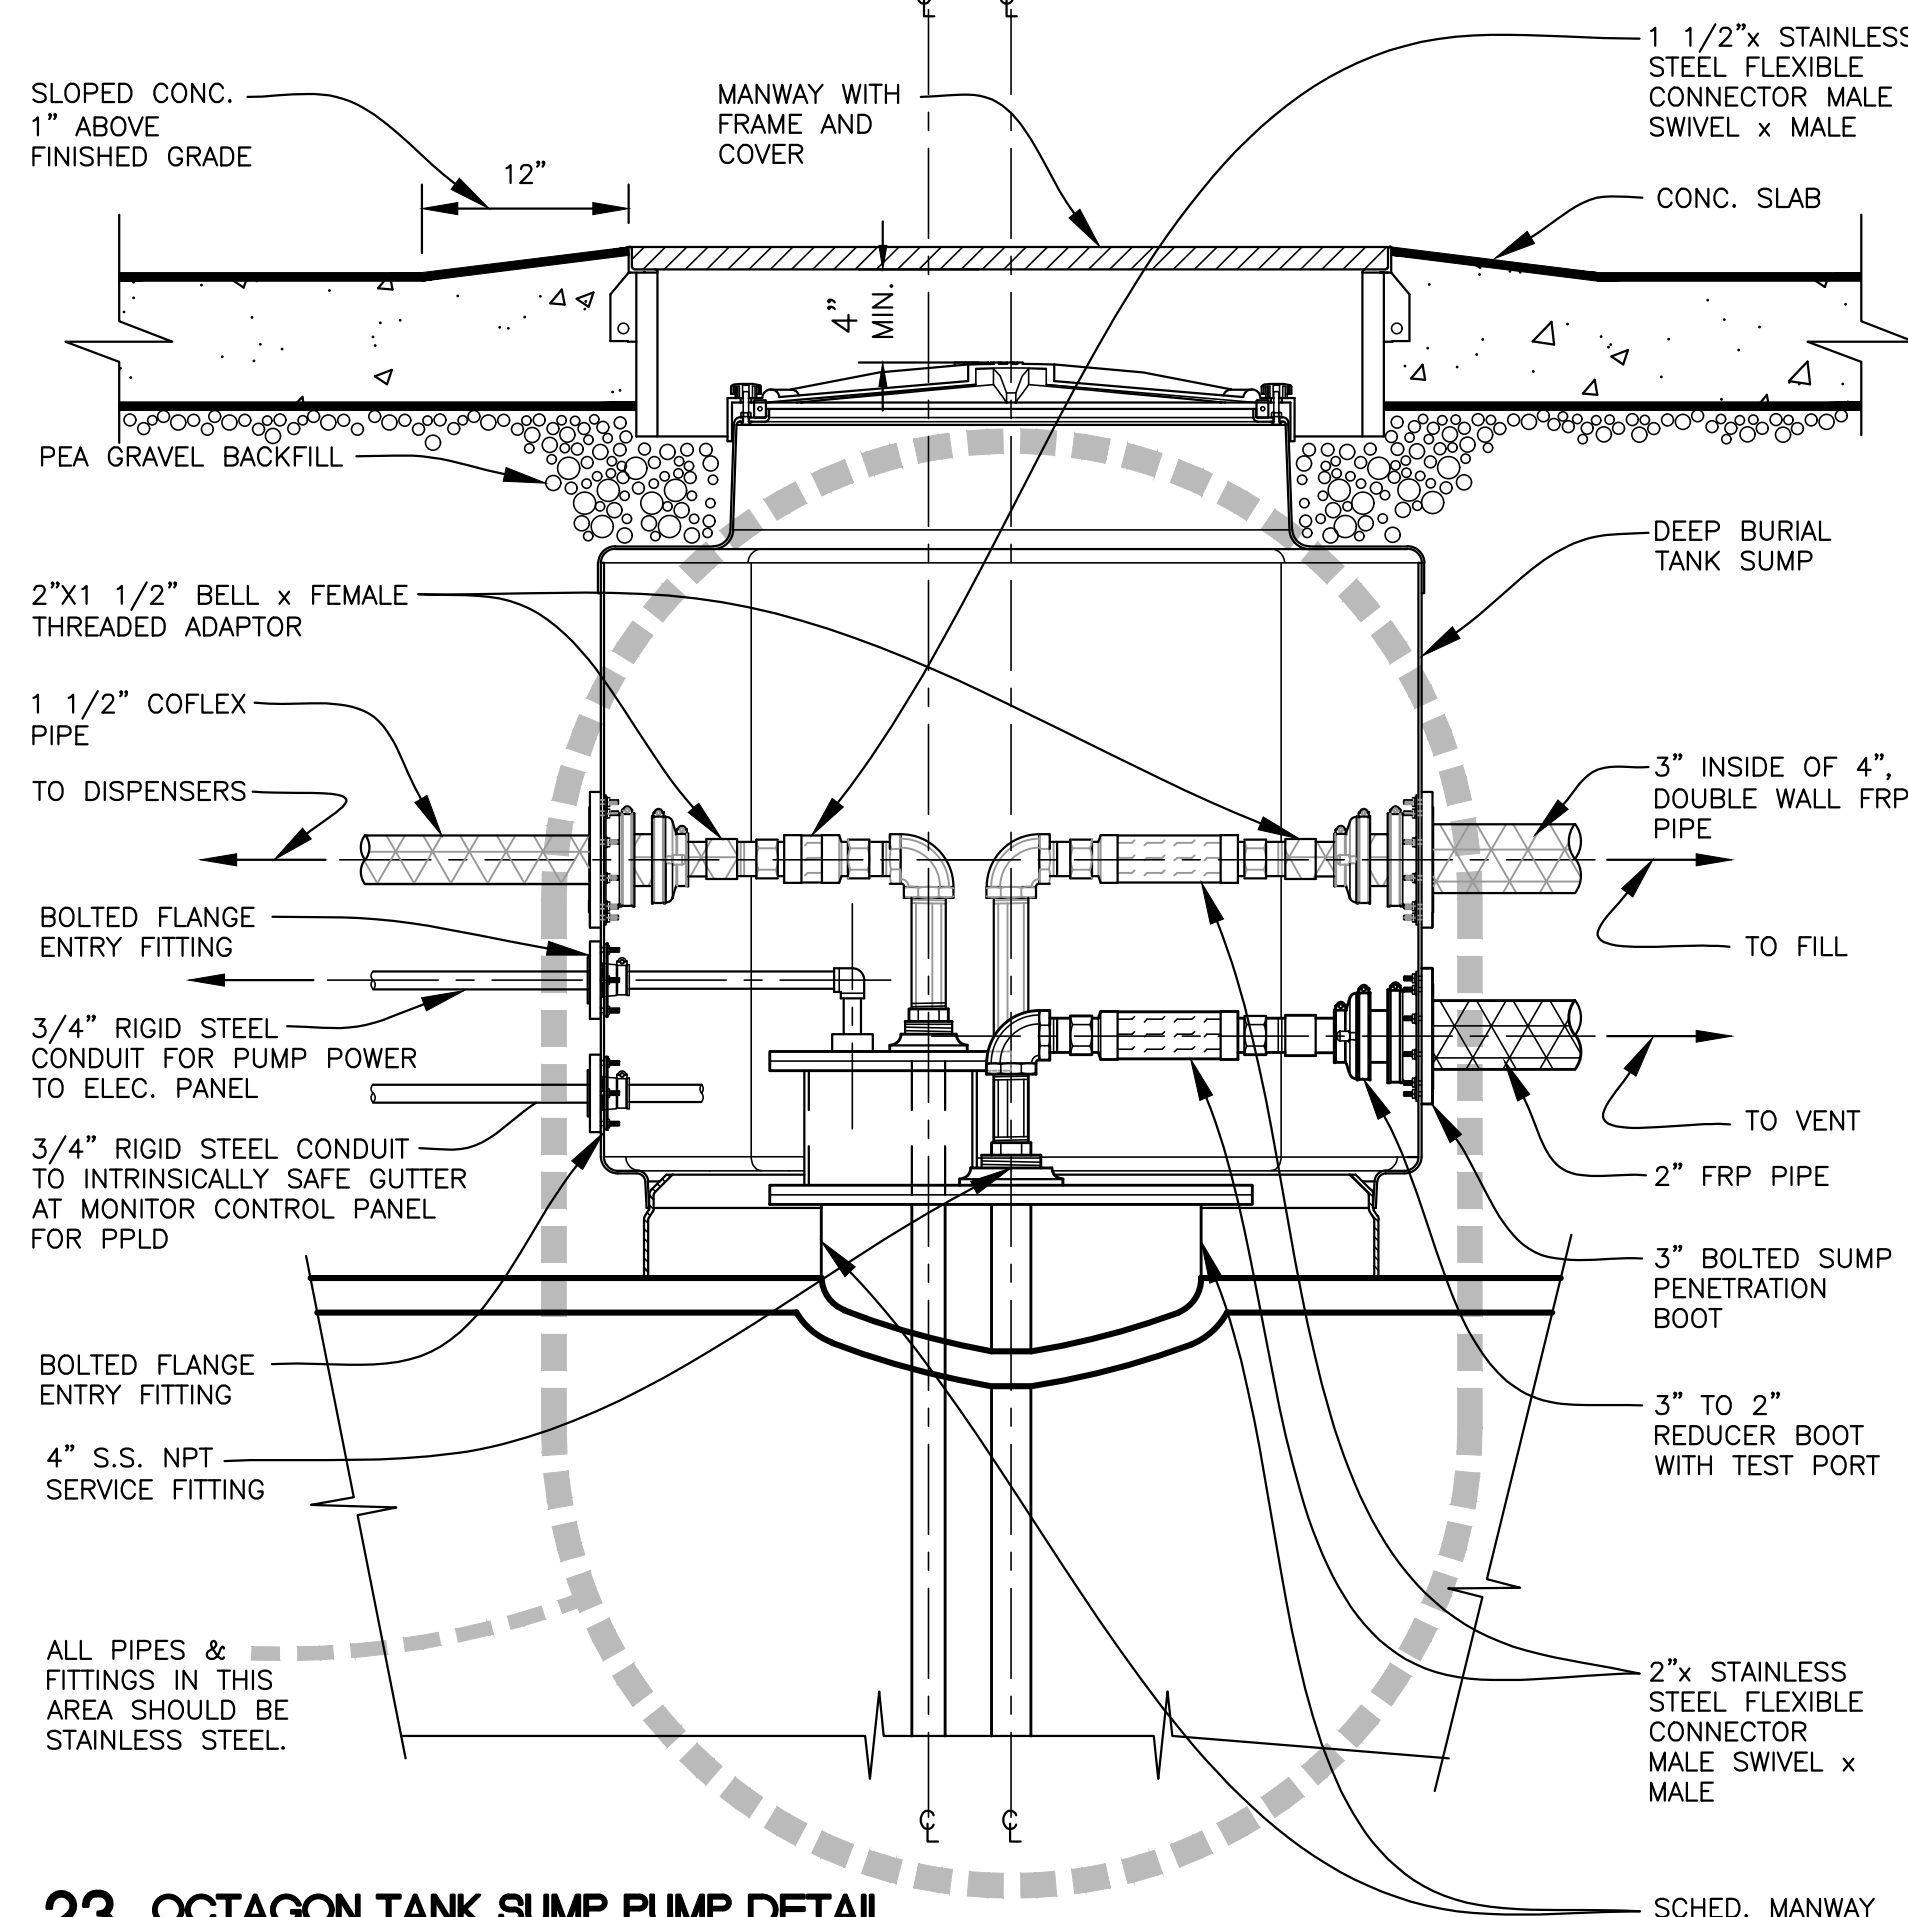 SLOPED CONC.
1" ABOVE
FINISHED GRADE
12"
MANWAY WITH
FRAME AND
COVER
1 1/2"x STAINLESS
STEEL FLEXIBLE
CONNECTOR MALE
SWIVEL x MALE
CONC. SLAB
4"
MIN.
PEA GRAVEL BACKFILL
DEEP BURIAL
TANK SUMP
2"X1 1/2" BELL x FEMALE
THREADED ADAPTOR
1 1/2" COFLEX
PIPE
TO DISPENSERS
3" INSIDE OF 4",
DOUBLE WALL FRP
PIPE
BOLTED FLANGE
ENTRY FITTING
TO FILL
3/4" RIGID STEEL
CONDUIT FOR PUMP POWER
TO ELEC. PANEL
TO VENT
3/4" RIGID STEEL CONDUIT
TO INTRINSICALLY SAFE GUTTER
AT MONITOR CONTROL PANEL
FOR PPLD
2" FRP PIPE
3" BOLTED SUMP
PENETRATION
BOOT
BOLTED FLANGE
ENTRY FITTING
3" TO 2"
REDUCER BOOT
WITH TEST PORT
4" S.S. NPT
SERVICE FITTING
ALL PIPES &
FITTINGS IN THIS
AREA SHOULD BE
STAINLESS STEEL.
2"x STAINLESS
STEEL FLEXIBLE
CONNECTOR
MALE SWIVEL x
MALE
SCHED. MANWAY
23 OCTAGON TANK SUMP PUMP DETAIL